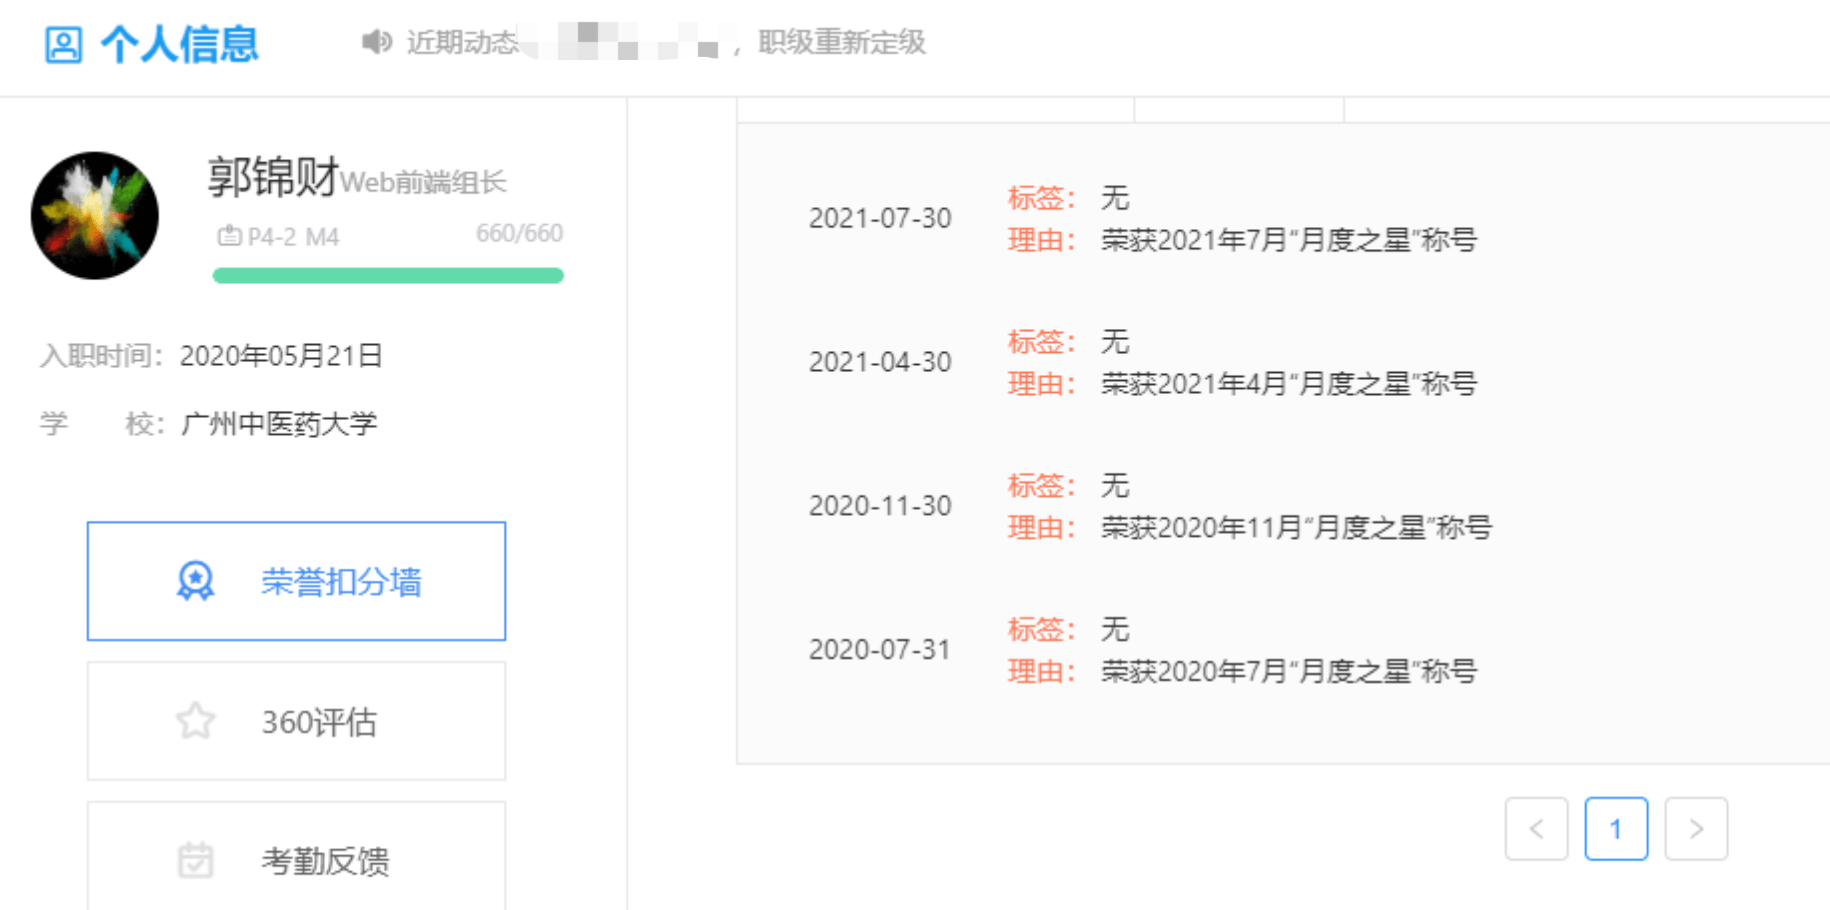 个人信息
近期动态
，职级重新定级
郭锦财Web前端组长
P4-2 M4
660/660
入职时间：2020年05月21日
学 校：广州中医药大学
荣誉扣分墙
360评估
考勤反馈
2021-07-30
标签： 无
理由： 荣获2021年7月“月度之星”称号
2021-04-30
标签： 无
理由： 荣获2021年4月“月度之星”称号
2020-11-30
标签： 无
理由： 荣获2020年11月“月度之星”称号
2020-07-31
标签： 无
理由： 荣获2020年7月“月度之星”称号
< 1 >